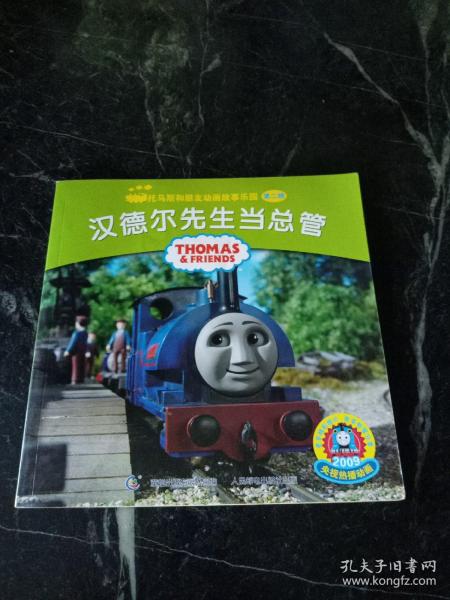 托马斯和朋友动画故事乐园
汉德尔先生当总管
THOMAS
& FRIENDS
2009
央视热播动画
人民邮电出版社
孔夫子旧书网
www.kongfz.com